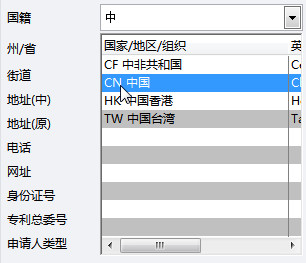 国籍 中
州/省
国家/地区/组织 英
CF 中非共和国 Ce
街道
CN 中国 Cl
地址(中)
HK 中国香港 Ho
地址(原)
TW 中国台湾 Ta
电话
网址
身份证号
专利总委号
申请人类型